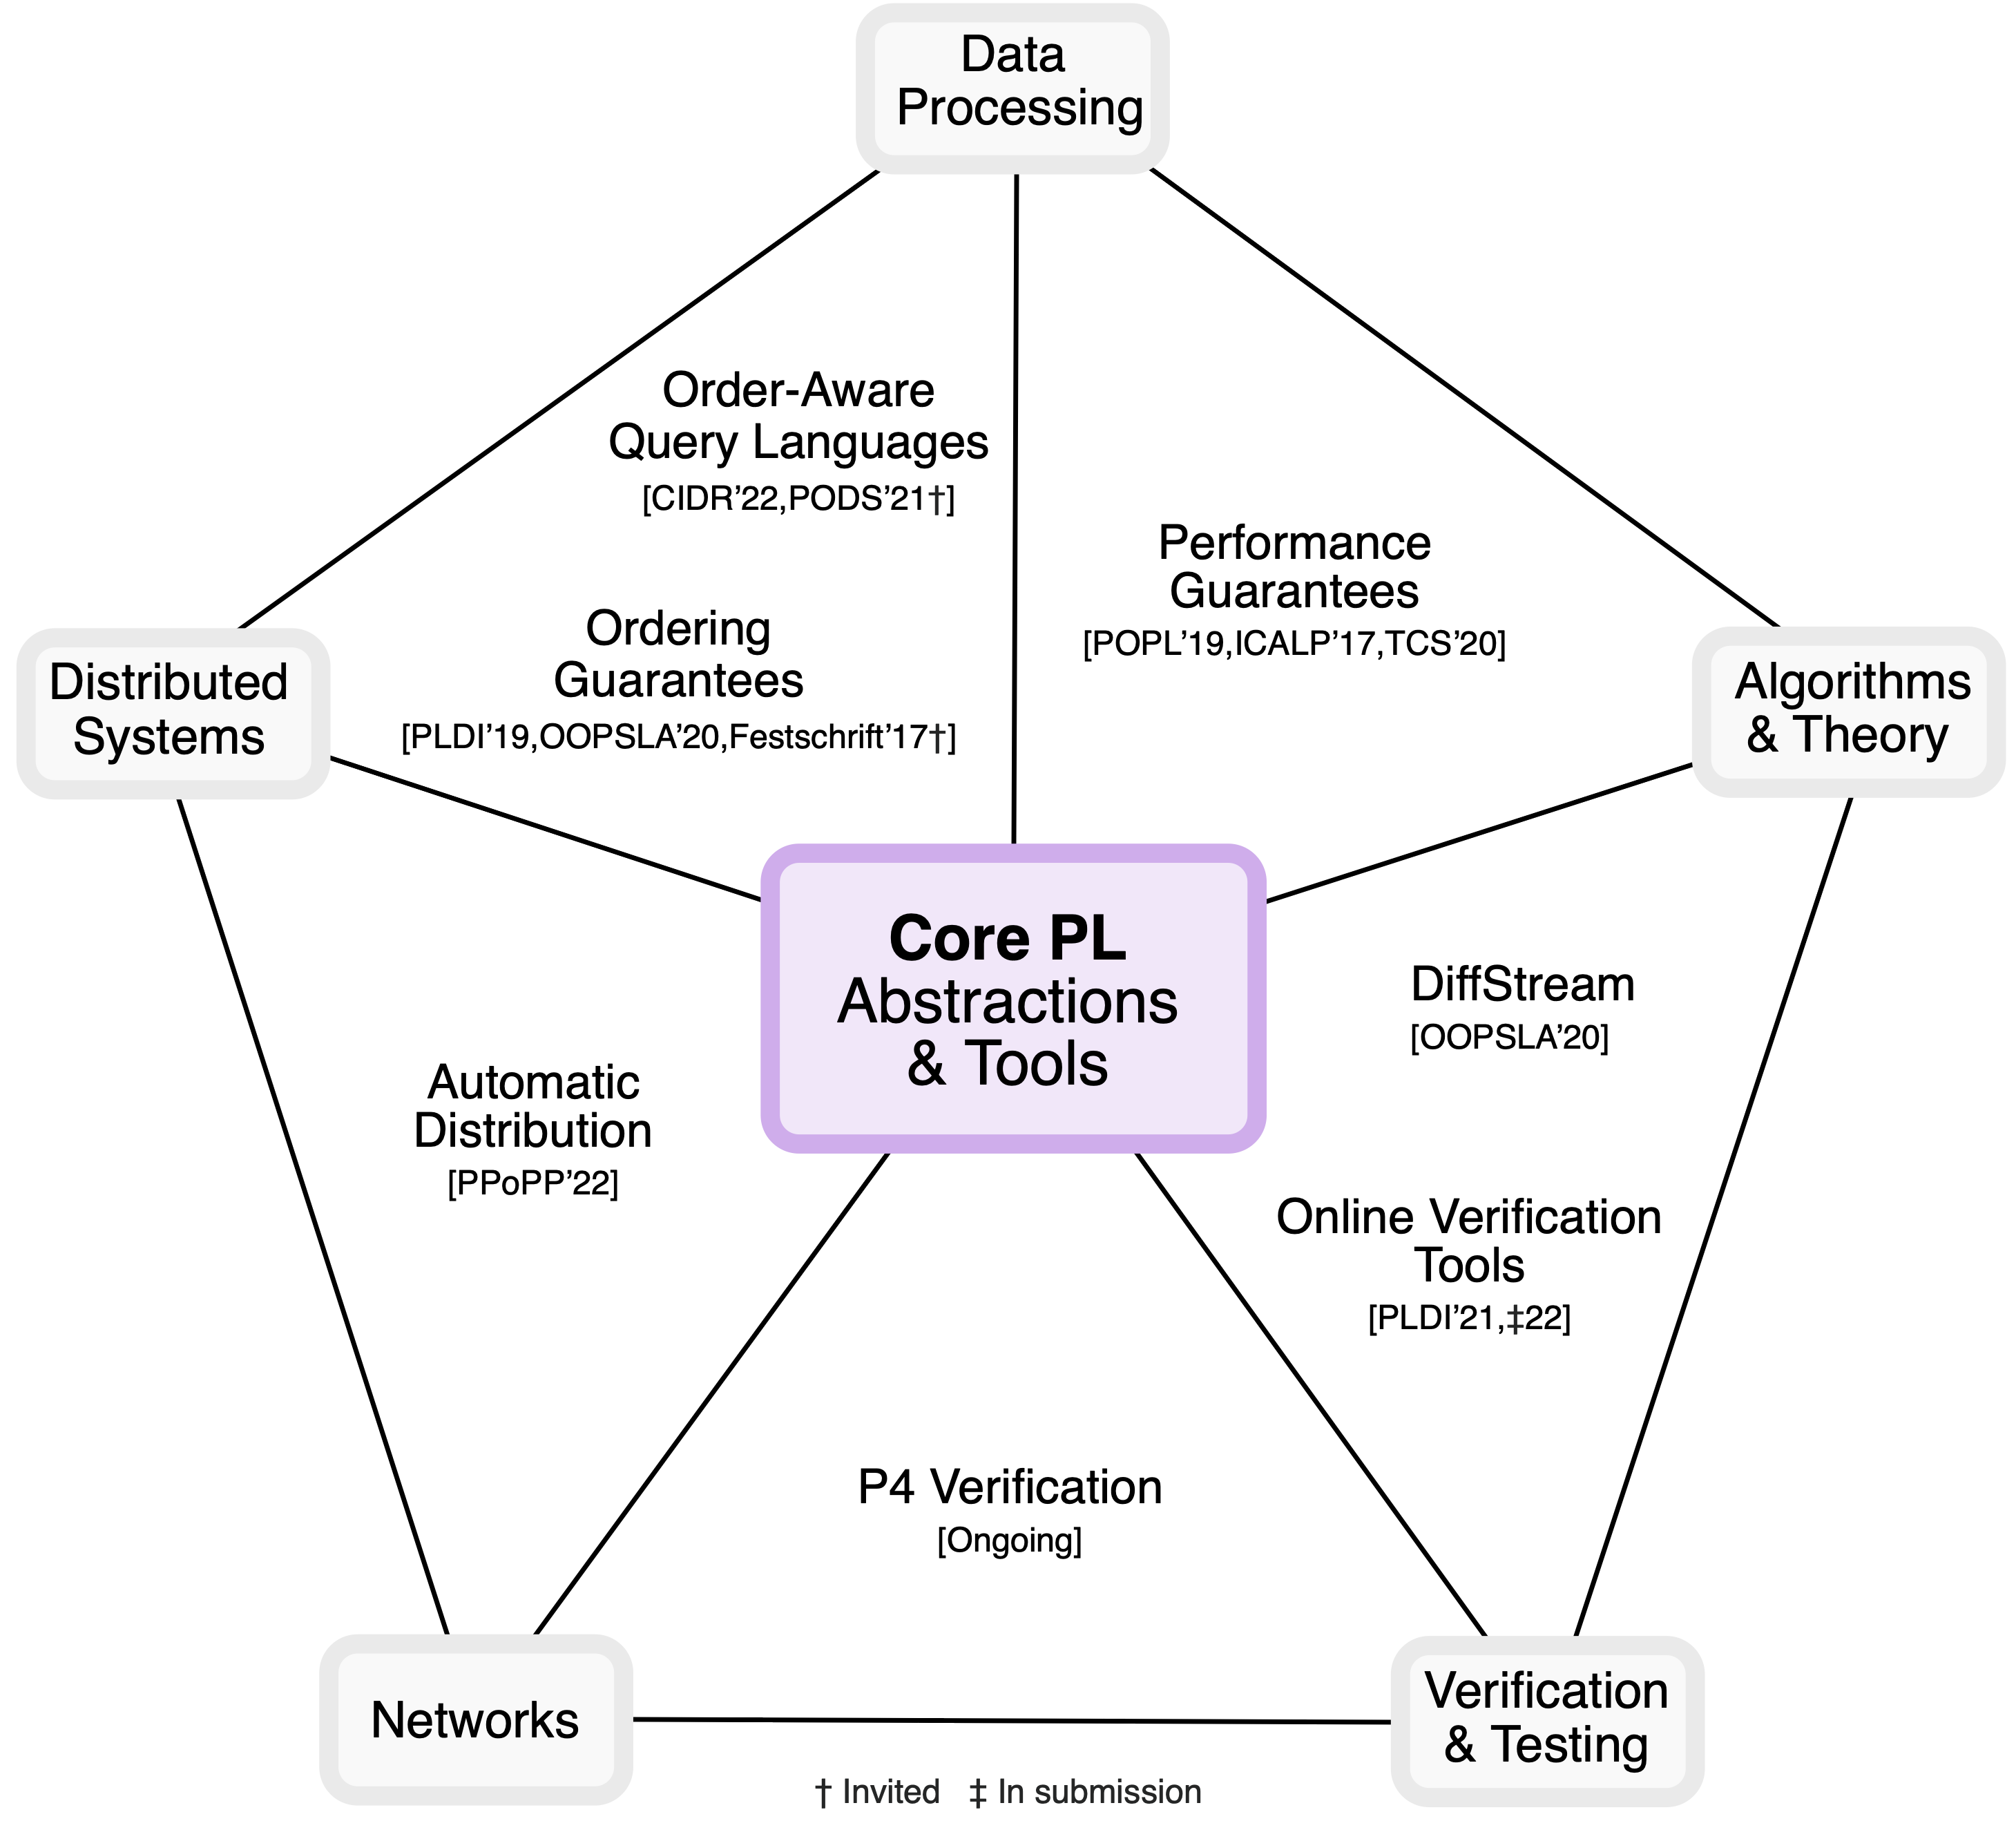 Data
Processing
Order-Aware
Query Languages
[CIDR’22,PODS’21†]
Performance
Guarantees
[POPL’19,ICALP’17,TCS’20]
Ordering
Guarantees
[PLDI’19,OOPSLA’20,Festschrift’17†]
Distributed
Systems
Algorithms
& Theory
Core PL
Abstractions
& Tools
DiffStream
[OOPSLA’20]
Automatic
Distribution
[PPoPP’22]
Online Verification
Tools
[PLDI’21,‡22]
P4 Verification
[Ongoing]
Networks
Verification
& Testing
† Invited ‡ In submission